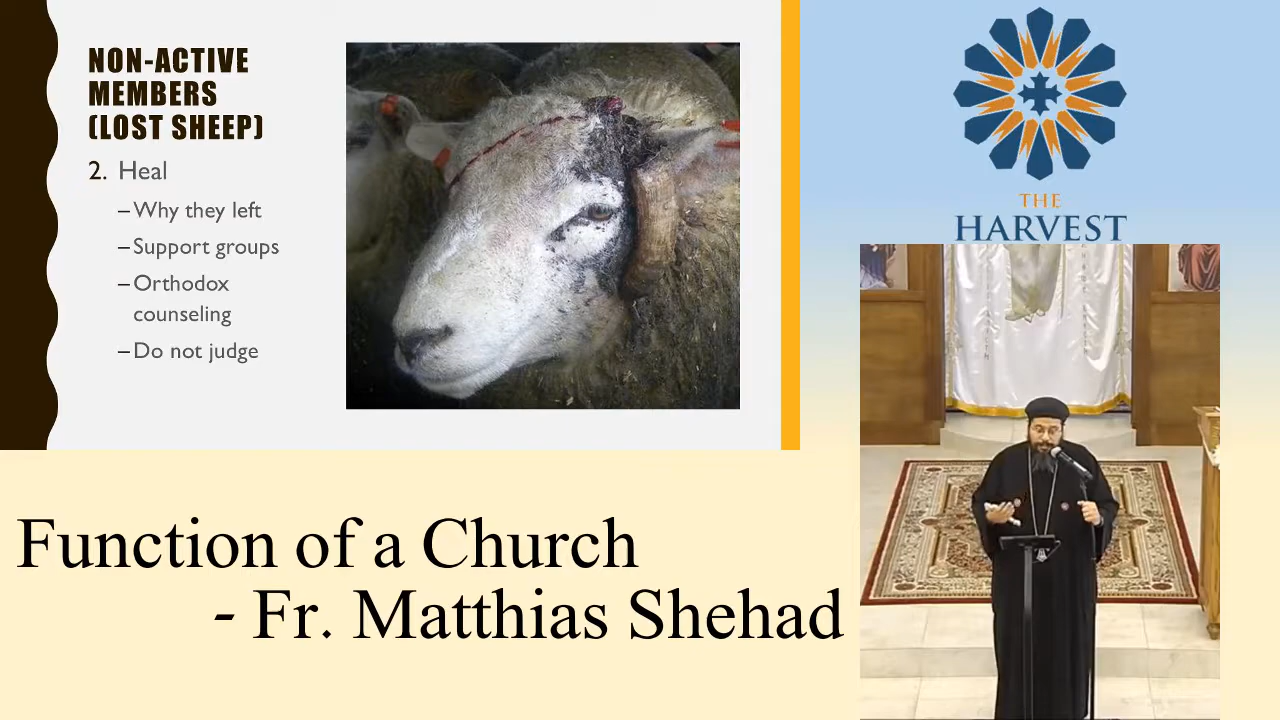 NON-ACTIVE
MEMBERS
(LOST SHEEP)
2. Heal
–Why they left
–Support groups
–Orthodox
counseling
–Do not judge
THE
HARVEST
Function of a Church
- Fr. Matthias Shehad